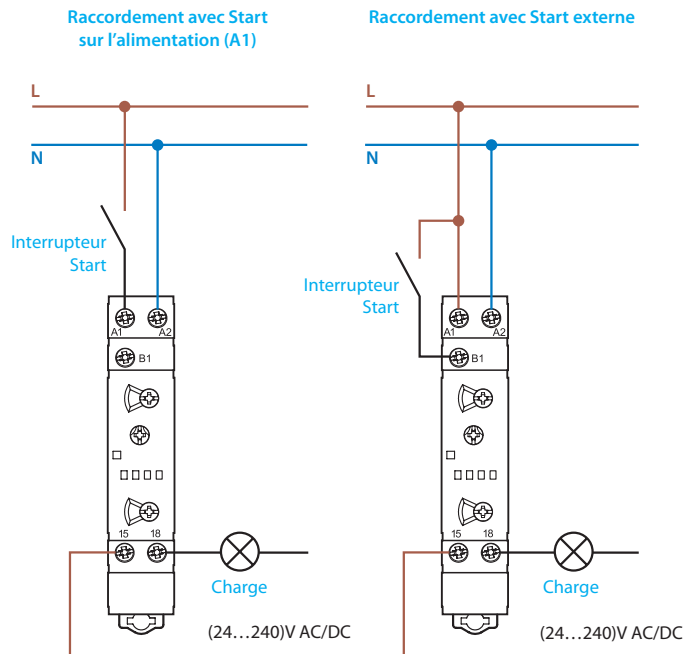 Raccordement avec Start
sur l'alimentation (A1)
L
N
Interrupteur
Start
A1
A2
B1
15
18
Charge
(24…240)V AC/DC
Raccordement avec Start externe
L
N
Interrupteur
Start
A1
A2
B1
15
18
Charge
(24…240)V AC/DC